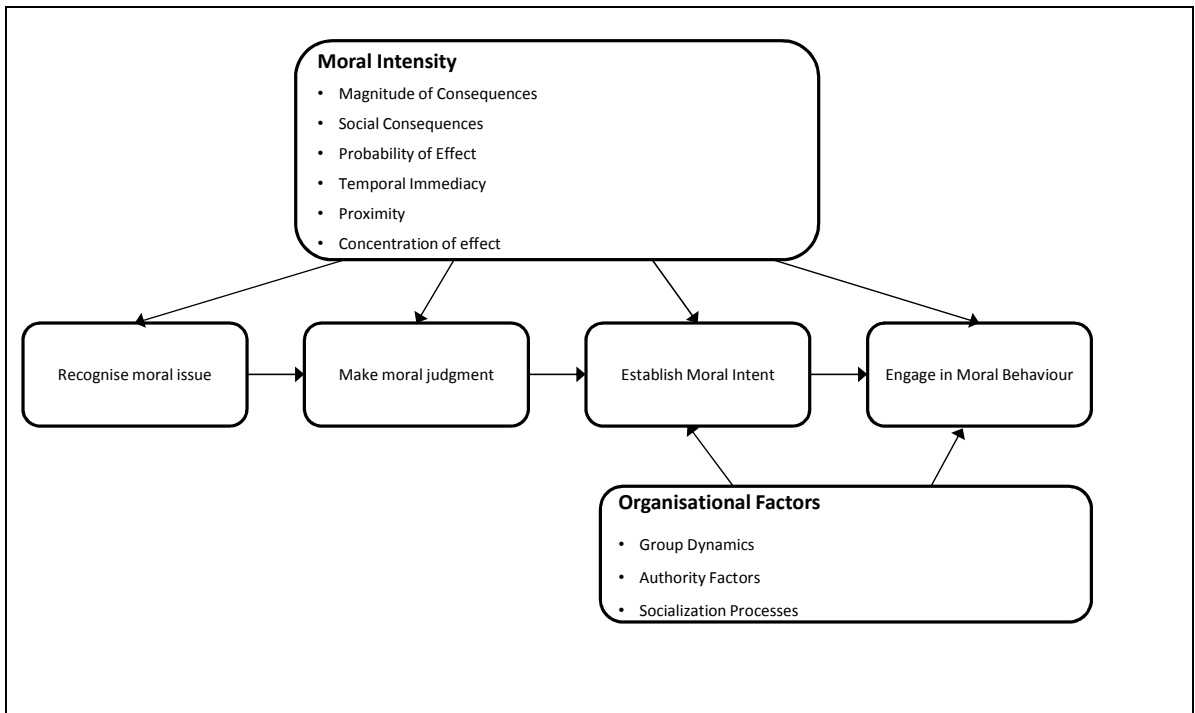 Moral Intensity
• Magnitude of Consequences
• Social Consequences
• Probability of Effect
• Temporal Immediacy
• Proximity
• Concentration of effect
Recognise moral issue
Make moral judgment
Establish Moral Intent
Engage in Moral Behaviour
Organisational Factors
• Group Dynamics
• Authority Factors
• Socialization Processes